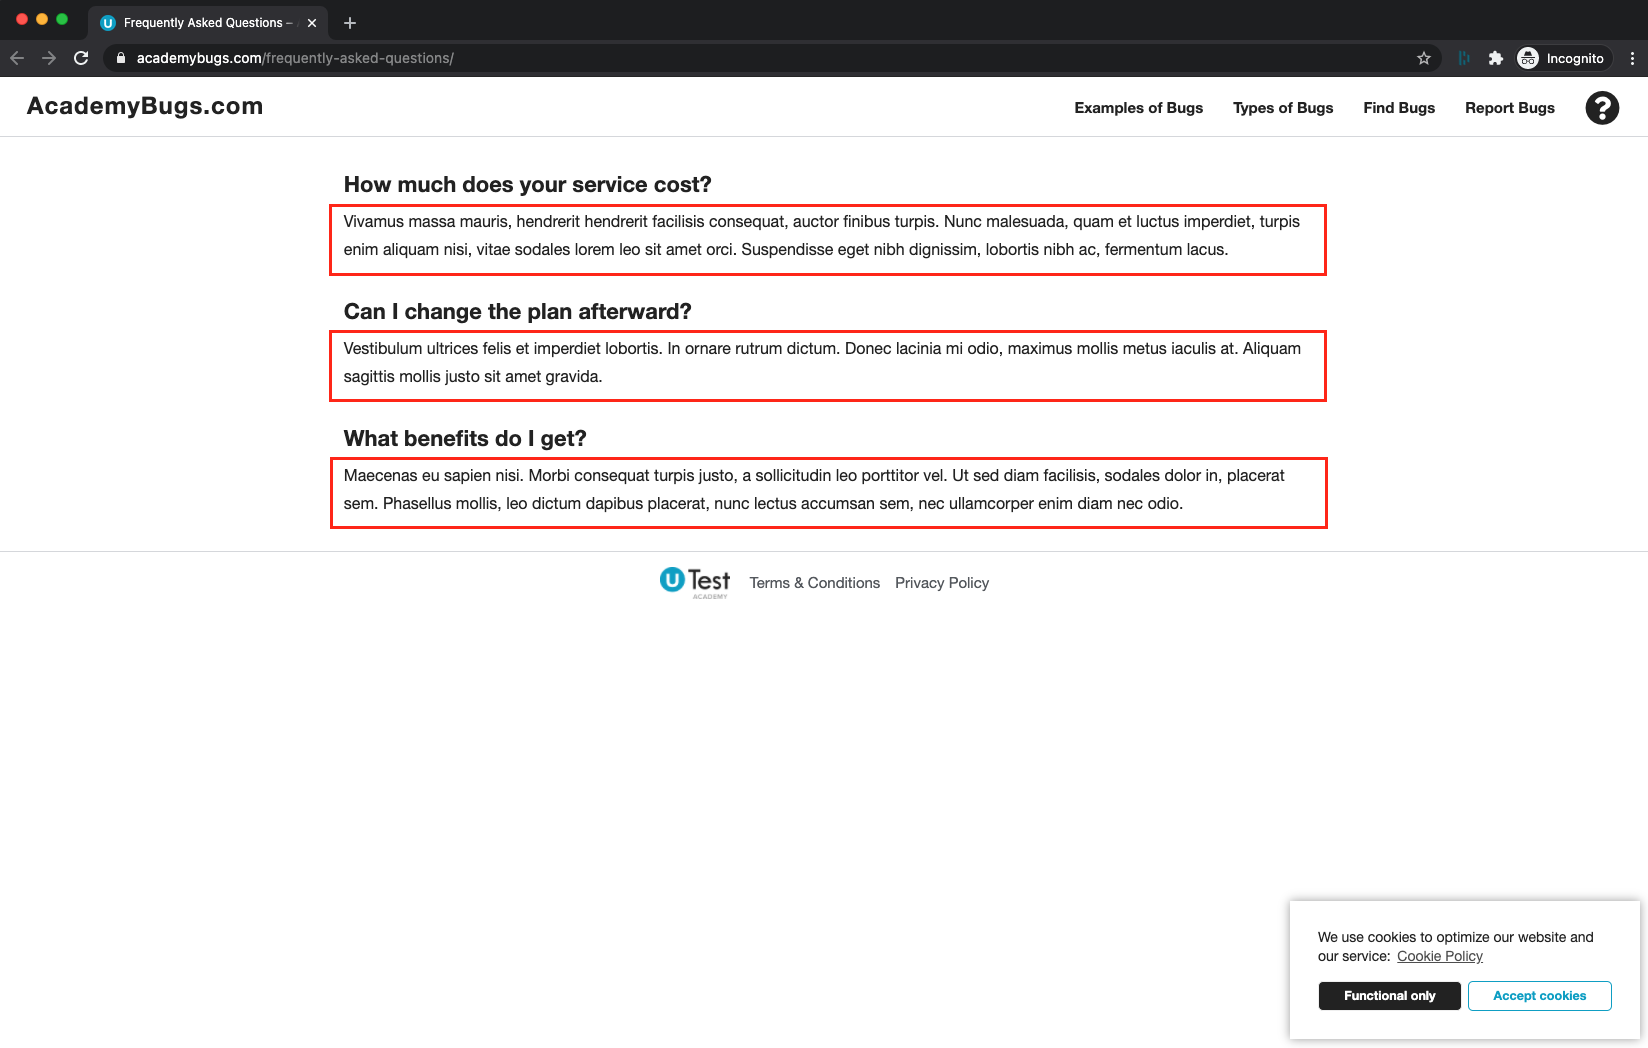 Frequently Asked Questions –
academybugs.com/frequently-asked-questions/
Incognito
AcademyBugs.com
Examples of Bugs
Types of Bugs
Find Bugs
Report Bugs
?
How much does your service cost?
Vivamus massa mauris, hendrerit hendrerit facilisis consequat, auctor finibus turpis. Nunc malesuada, quam et luctus imperdiet, turpis
enim aliquam nisi, vitae sodales lorem leo sit amet orci. Suspendisse eget nibh dignissim, lobortis nibh ac, fermentum lacus.
Can I change the plan afterward?
Vestibulum ultrices felis et imperdiet lobortis. In ornare rutrum dictum. Donec lacinia mi odio, maximus mollis metus iaculis at. Aliquam
sagittis mollis justo sit amet gravida.
What benefits do I get?
Maecenas eu sapien nisi. Morbi consequat turpis justo, a sollicitudin leo porttitor vel. Ut sed diam facilisis, sodales dolor in, placerat
sem. Phasellus mollis, leo dictum dapibus placerat, nunc lectus accumsan sem, nec ullamcorper enim diam nec odio.
U Test
ACADEMY
Terms & Conditions
Privacy Policy
We use cookies to optimize our website and
our service: Cookie Policy
Functional only
Accept cookies